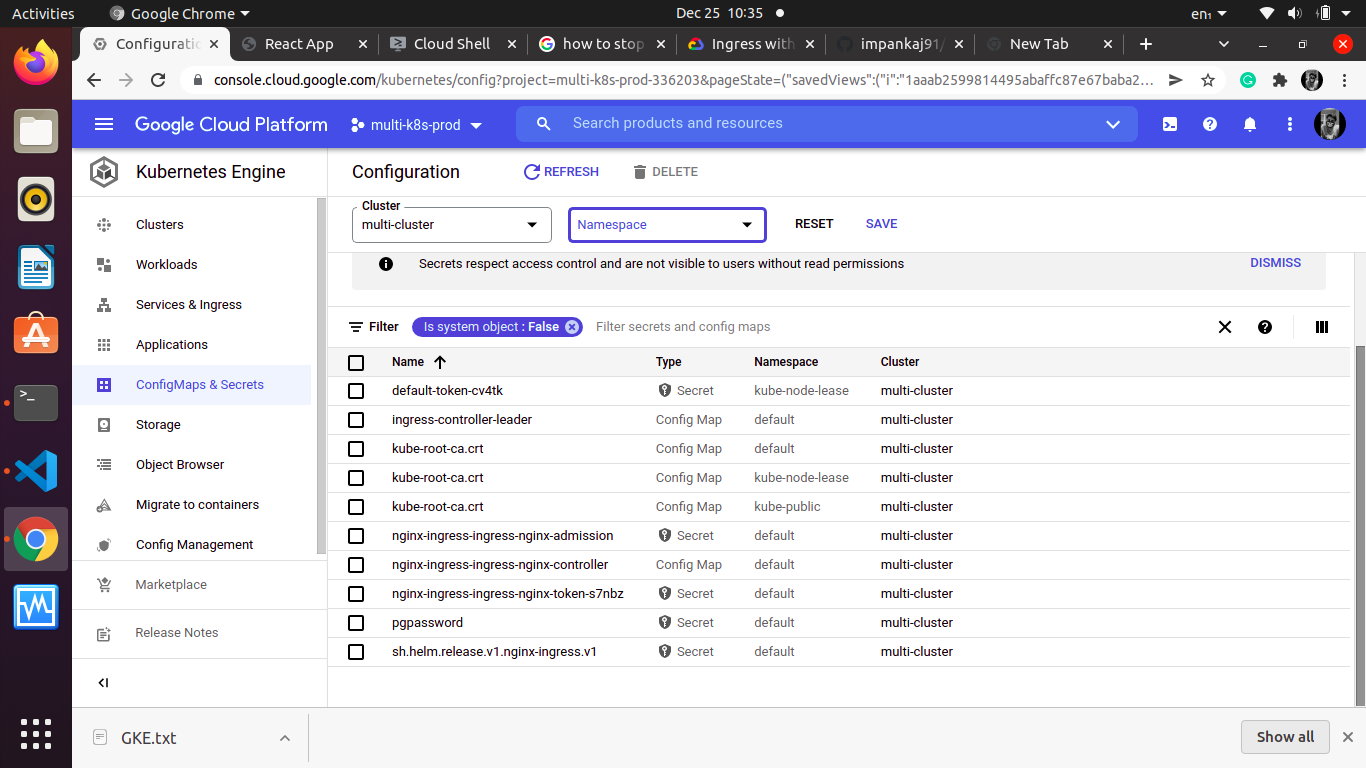 Activities Google Chrome Dec 25 10:35 en₁
Configuratio React App Cloud Shell how to stop Ingress with impankaj91/ New Tab
console.cloud.google.com/kubernetes/config?project=multi-k8s-prod-336203&pageState=("savedViews":("i":"1aaab2599814495abaffc87e67baba2...
Google Cloud Platform multi-k8s-prod Search products and resources
Kubernetes Engine
Clusters
Workloads
Services & Ingress
Applications
ConfigMaps & Secrets
Storage
Object Browser
Migrate to containers
Config Management
Marketplace
Release Notes
Configuration REFRESH DELETE
Cluster
multi-cluster Namespace RESET SAVE
Secrets respect access control and are not visible to users without read permissions DISMISS
Filter Is system object : False Filter secrets and config maps
Name Type Namespace Cluster
default-token-cv4tk Secret kube-node-lease multi-cluster
ingress-controller-leader Config Map default multi-cluster
kube-root-ca.crt Config Map default multi-cluster
kube-root-ca.crt Config Map kube-node-lease multi-cluster
kube-root-ca.crt Config Map kube-public multi-cluster
nginx-ingress-ingress-nginx-admission Secret default multi-cluster
nginx-ingress-ingress-nginx-controller Config Map default multi-cluster
nginx-ingress-ingress-nginx-token-s7nbz Secret default multi-cluster
pgpassword Secret default multi-cluster
sh.helm.release.v1.nginx-ingress.v1 Secret default multi-cluster
GKE.txt Show all